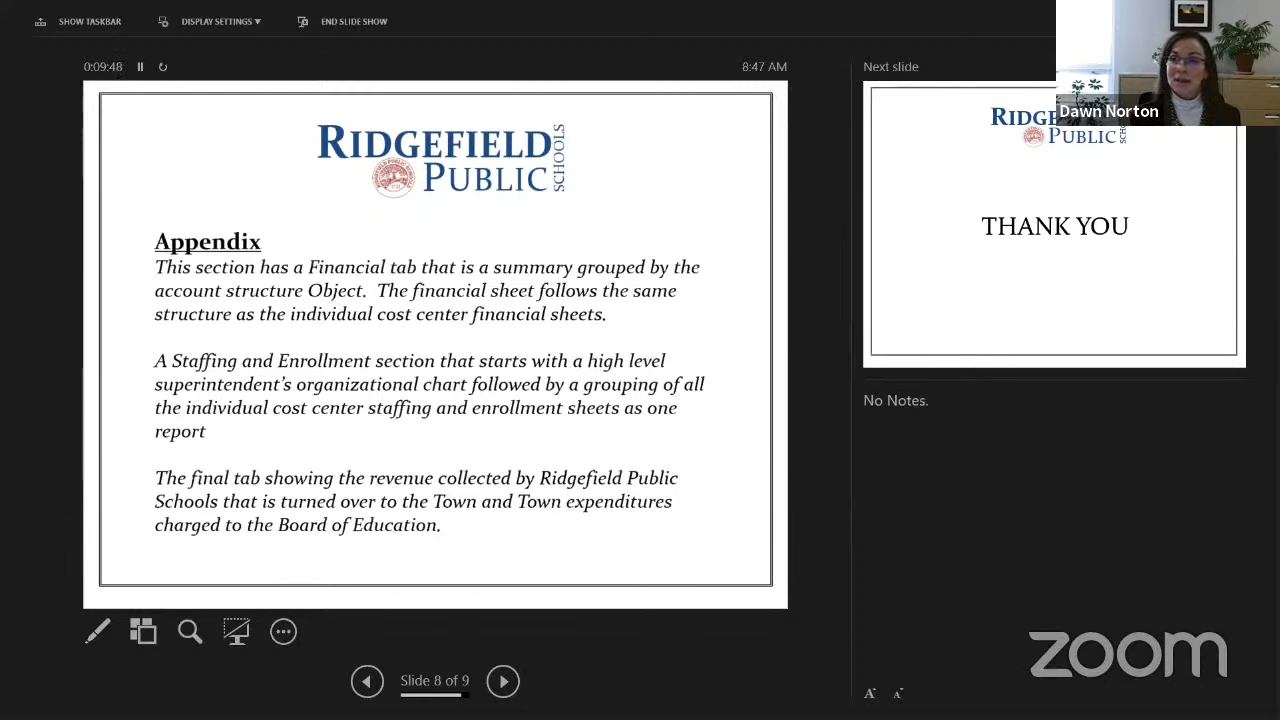 SHOW TASKBAR
DISPLAY SETTINGS ▼
END SLIDE SHOW
0:09:48
8:47 AM
Next slide
Dawn Norton
RIDGEFIELD
PUBLIC
SCHOOLS
Appendix
This section has a Financial tab that is a summary grouped by the
account structure Object.  The financial sheet follows the same
structure as the individual cost center financial sheets.
A Staffing and Enrollment section that starts with a high level
superintendent's organizational chart followed by a grouping of all
the individual cost center staffing and enrollment sheets as one
report
The final tab showing the revenue collected by Ridgefield Public
Schools that is turned over to the Town and Town expenditures
charged to the Board of Education.
PUBLIC
THANK YOU
No Notes.
Slide 8 of 9
A A
zoom